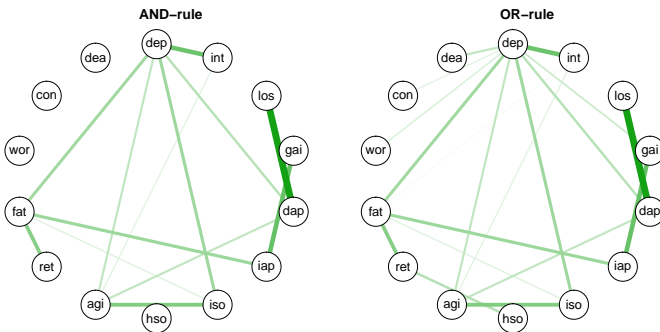 AND-rule
OR-rule
dep
int
los
gai
dap
iap
iso
hso
agi
ret
fat
wor
con
dea
dep
int
los
gai
dap
iap
iso
hso
agi
ret
fat
wor
con
dea